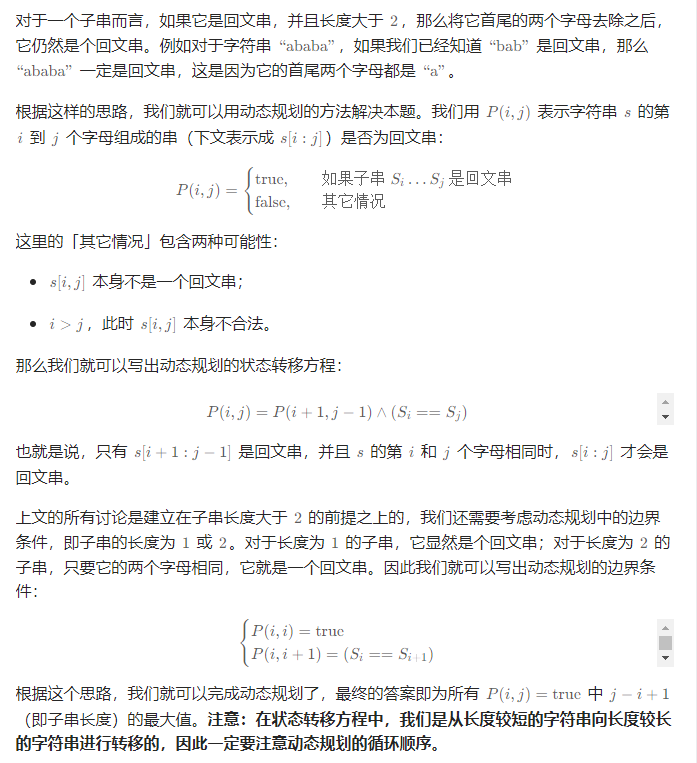 对于一个子串而言，如果它是回文串，并且长度大于 2，那么将它首尾的两个字母去除之后，
它仍然是个回文串。例如对于字符串 “ababa”，如果我们已经知道 “bab” 是回文串，那么
“ababa” 一定是回文串，这是因为它的首尾两个字母都是 “a”。
根据这样的思路，我们就可以用动态规划的方法解决本题。我们用 P(i,j) 表示字符串 s 的第
i 到 j 个字母组成的串（下文表示成 s[i:j]）是否为回文串：
P(i,j) = { true, 如果子串 S_i…S_j 是回文串
false, 其它情况
这里的「其它情况」包含两种可能性：
• s[i,j] 本身不是一个回文串；
• i > j，此时 s[i,j] 本身不合法。
那么我们就可以写出动态规划的状态转移方程：
P(i,j) = P(i+1,j−1) ∧ (S_i == S_j)
也就是说，只有 s[i+1:j−1] 是回文串，并且 s 的第 i 和 j 个字母相同时，s[i:j] 才会是
回文串。
上文的所有讨论是建立在子串长度大于 2 的前提之上的，我们还需要考虑动态规划中的边界
条件，即子串的长度为 1 或 2。对于长度为 1 的子串，它显然是个回文串；对于长度为 2 的
子串，只要它的两个字母相同，它就是一个回文串。因此我们就可以写出动态规划的边界条
件：
{ P(i,i) = true
P(i,i+1) = (S_i == S_{i+1})
根据这个思路，我们就可以完成动态规划了，最终的答案即为所有 P(i,j) = true 中 j−i+1
（即子串长度）的最大值。注意：在状态转移方程中，我们是从长度较短的字符串向长度较长
的字符串进行转移的，因此一定要注意动态规划的循环顺序。